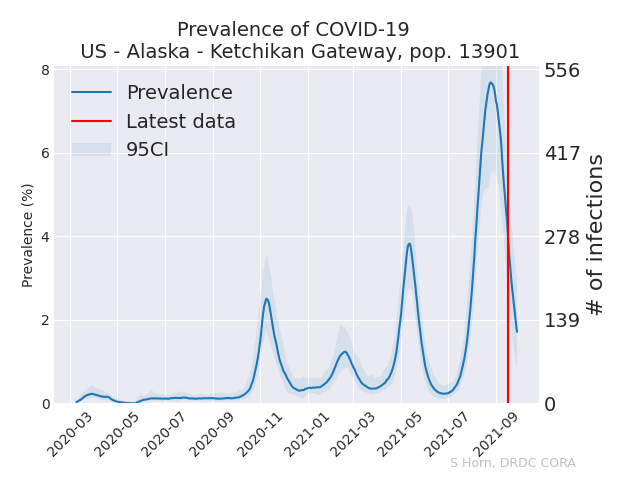 Prevalence of COVID-19
US - Alaska - Ketchikan Gateway, pop. 13901
Prevalence
Latest data
95CI
Prevalence (%)
8
6
4
2
0
556
417
278
139
0
# of infections
2020-03
2020-05
2020-07
2020-09
2020-11
2021-01
2021-03
2021-05
2021-07
2021-09
S Horn, DRDC CORA